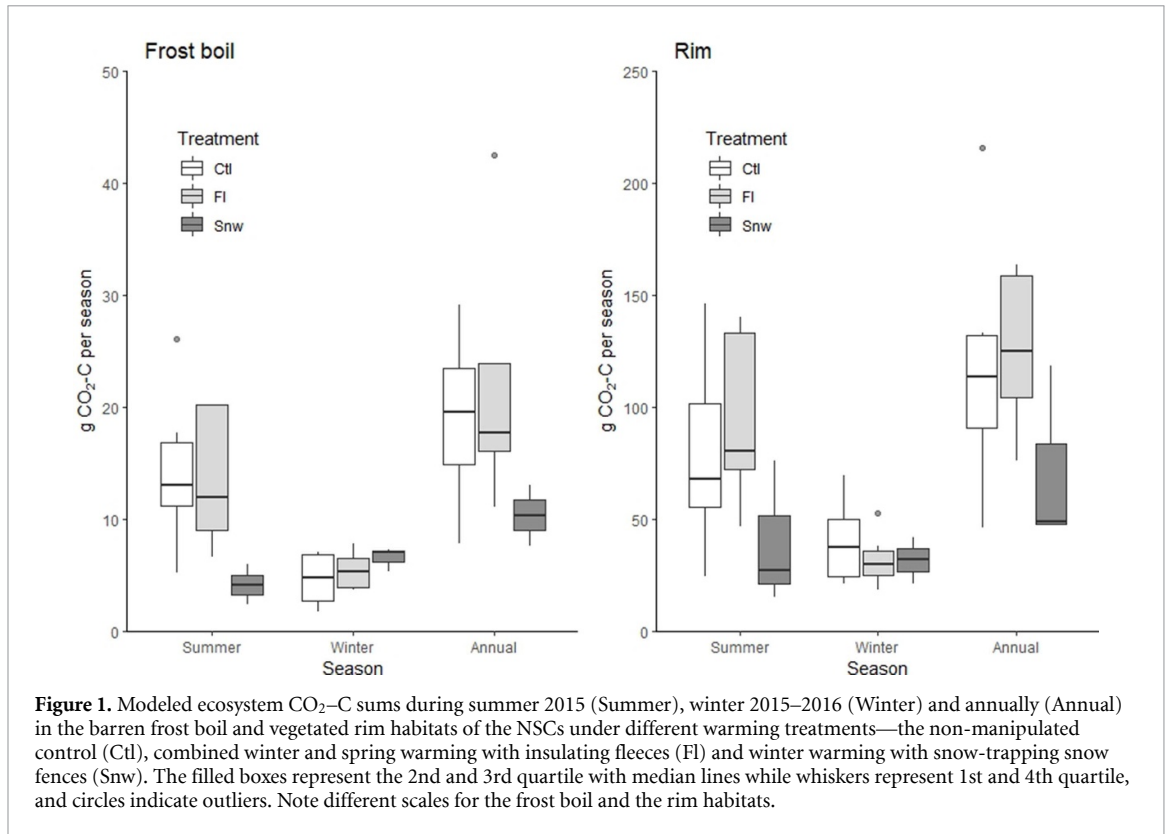 Frost boil
50
40
30
20
10
0
g CO₂-C per season
Treatment
Ctl
Fl
Snw
Summer
Winter
Annual
Season
Rim
250
200
150
100
50
0
g CO₂-C per season
Treatment
Ctl
Fl
Snw
Summer
Winter
Annual
Season
Figure 1. Modeled ecosystem CO₂–C sums during summer 2015 (Summer), winter 2015–2016 (Winter) and annually (Annual)
in the barren frost boil and vegetated rim habitats of the NSCs under different warming treatments—the non-manipulated
control (Ctl), combined winter and spring warming with insulating fleeces (Fl) and winter warming with snow-trapping snow
fences (Snw). The filled boxes represent the 2nd and 3rd quartile with median lines while whiskers represent 1st and 4th quartile,
and circles indicate outliers. Note different scales for the frost boil and the rim habitats.